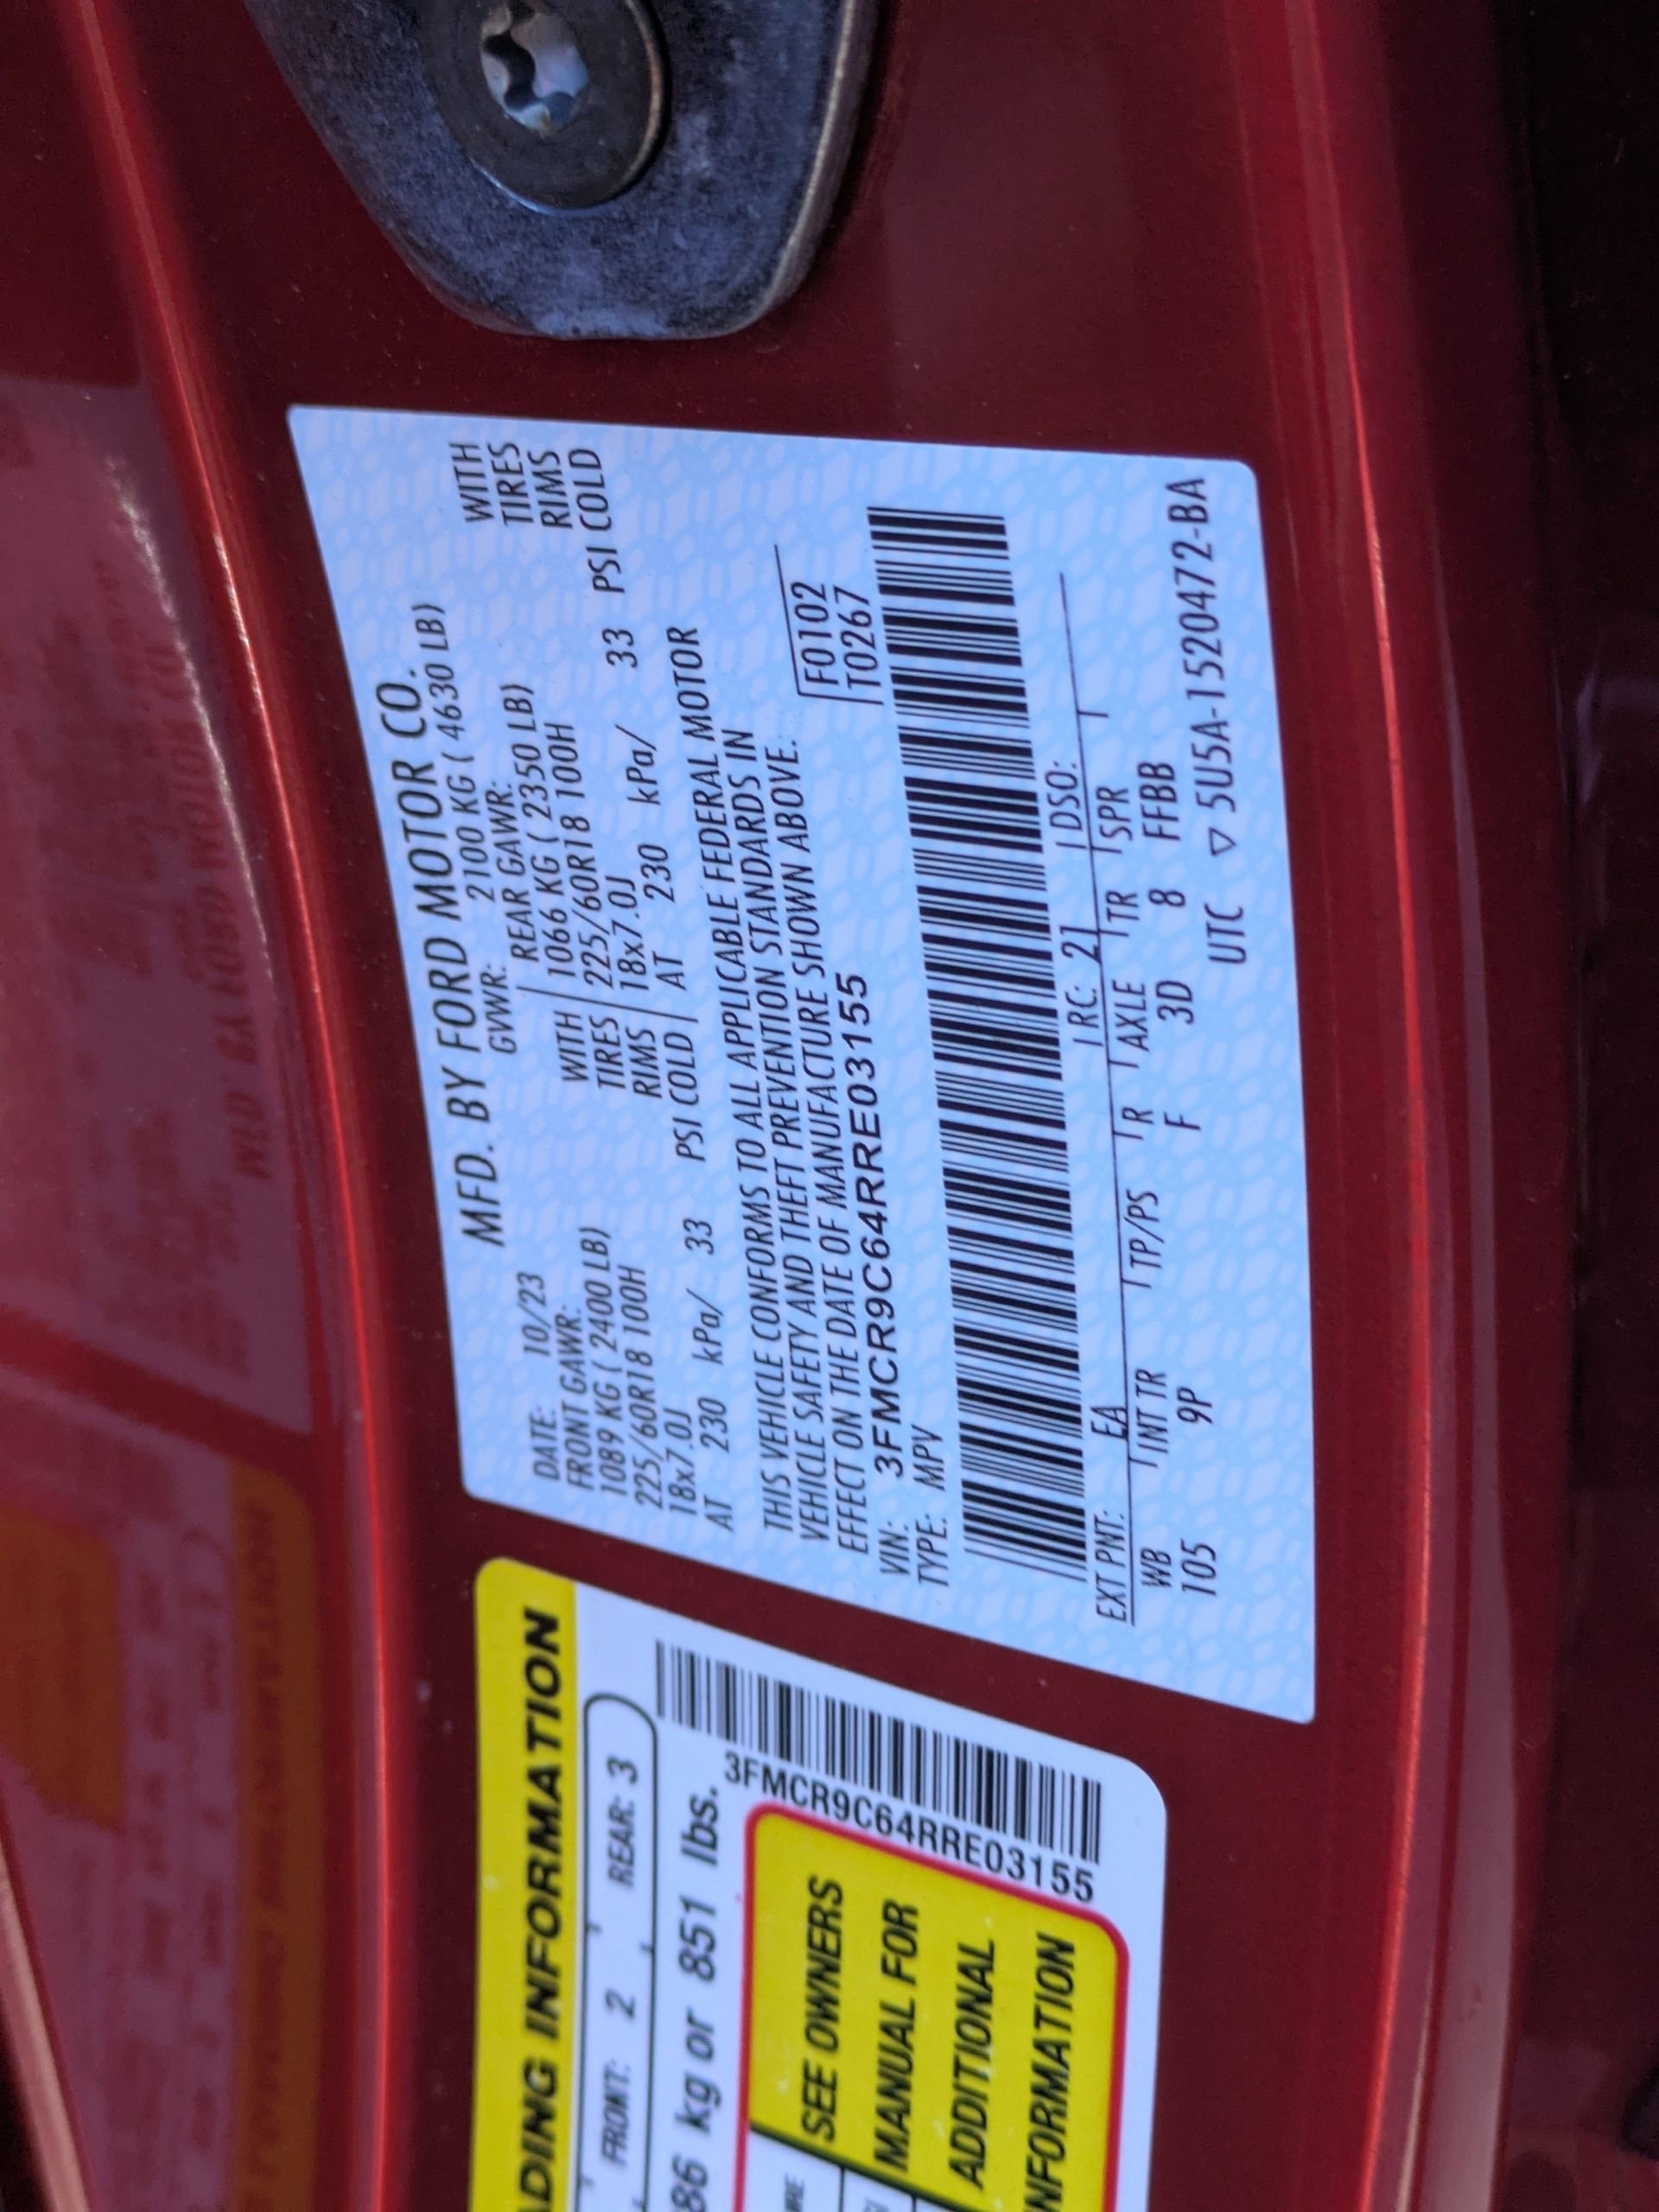 MFD. BY FORD MOTOR CO.
DATE: 10/23 GVWR: 2100 KG ( 4630 LB)
FRONT GAWR: REAR GAWR:
1089 KG ( 2400 LB) WITH 1066 KG ( 2350 LB) WITH
225/60R18 100H TIRES 225/60R18 100H TIRES
18x7.0J RIMS 18x7.0J RIMS
AT 230 kPa/ 33 PSI COLD AT 230 kPa/ 33 PSI COLD
THIS VEHICLE CONFORMS TO ALL APPLICABLE FEDERAL MOTOR
VEHICLE SAFETY AND THEFT PREVENTION STANDARDS IN
EFFECT ON THE DATE OF MANUFACTURE SHOWN ABOVE.
VIN: 3FMCR9C64RRE03155 F0102
TYPE: MPV T0267
EXT PNT: EA RC: 21 DSO:
WB INT TR TP/PS R AXLE TR SPR
105 9P F 3D 8 FFBB
UTC ▽ 5U5A-1520472-BA
ADING INFORMATION
FRONT: 2 REAR: 3
86 kg or 851 lbs.
3FMCR9C64RRE03155
SEE OWNERS
MANUAL FOR
ADDITIONAL
NFORMATION